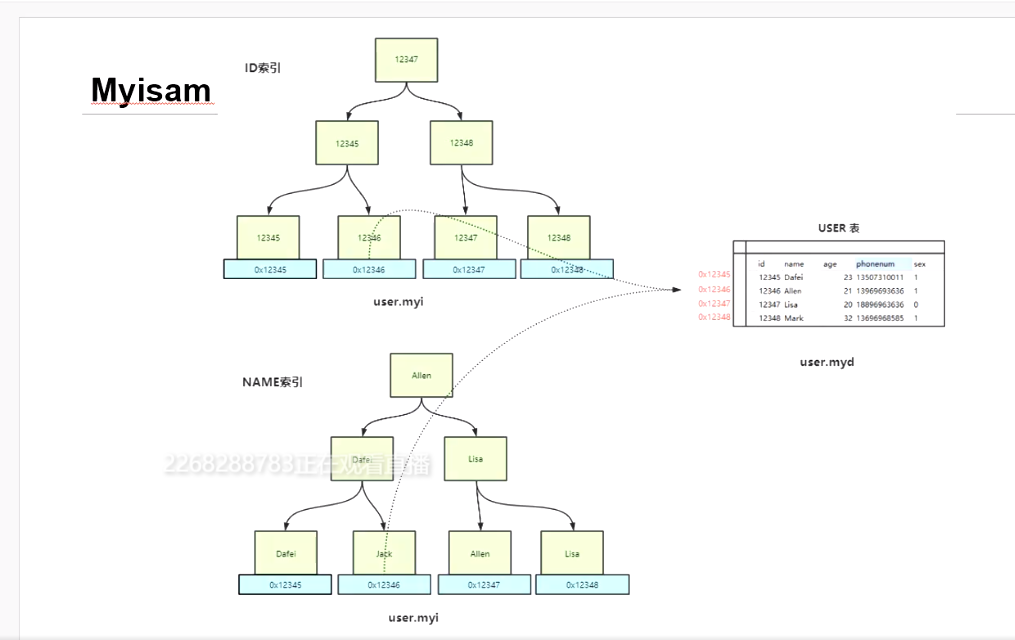 ID索引
12347
Myisam
12345
12348
12345
12346
12347
12348
0x12345
0x12346
0x12347
0x12348
user.myi
USER 表
id name age phonenum sex
0x12345 12345 Dafei 23 13507310011 1
0x12346 12346 Allen 21 13969693636 1
0x12347 12347 Lisa 20 18896963636 0
0x12348 12348 Mark 32 13696968585 1
user.myd
NAME索引
Allen
Dafei
Lisa
2268288783正在观看直播
Dafei
Jack
Allen
Lisa
0x12345
0x12346
0x12347
0x12348
user.myi